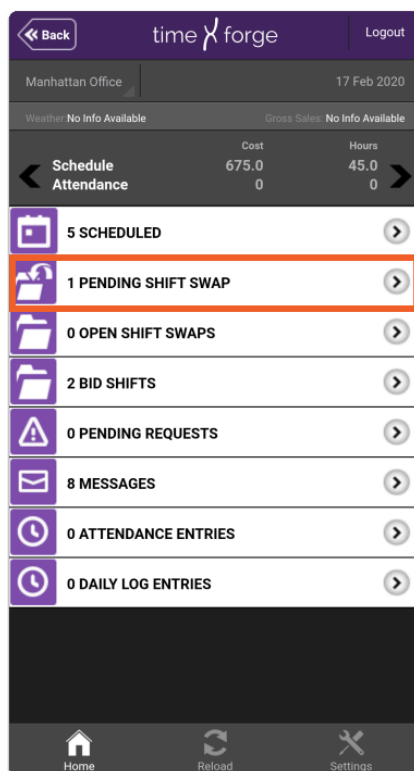 Back
time forge
Logout
Manhattan Office
17 Feb 2020
Weather:No Info Available
Gross Sales: No Info Available
Cost Hours
Schedule 675.0 45.0
Attendance 0 0
5 SCHEDULED
1 PENDING SHIFT SWAP
0 OPEN SHIFT SWAPS
2 BID SHIFTS
0 PENDING REQUESTS
8 MESSAGES
0 ATTENDANCE ENTRIES
0 DAILY LOG ENTRIES
Home Reload Settings